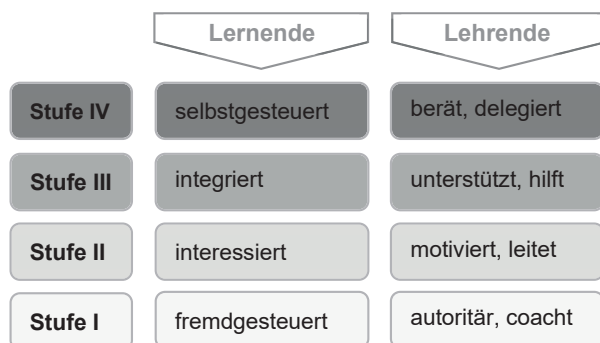 Lernende Lehrende
Stufe IV selbstgesteuert berät, delegiert
Stufe III integriert unterstützt, hilft
Stufe II interessiert motiviert, leitet
Stufe I fremdgesteuert autoritär, coacht